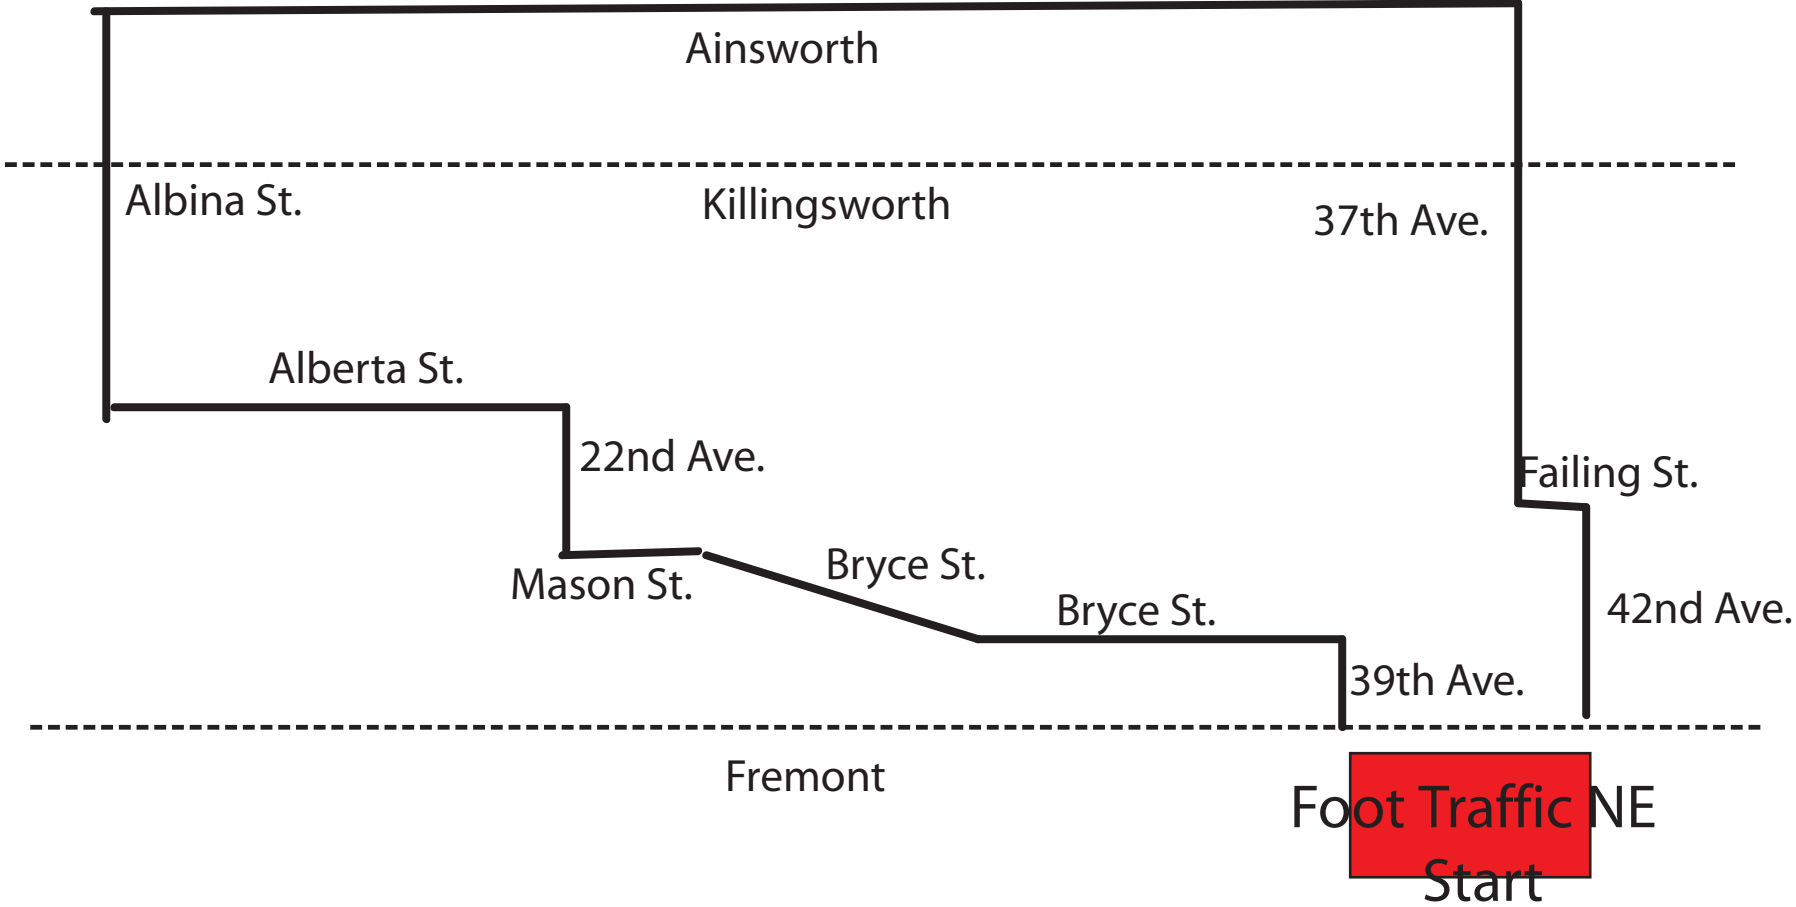 Ainsworth
Albina St.
Killingsworth
37th Ave.
Alberta St.
22nd Ave.
Failing St.
Mason St.
Bryce St.
Bryce St.
42nd Ave.
39th Ave.
Fremont
Foot Traffic NE
Start